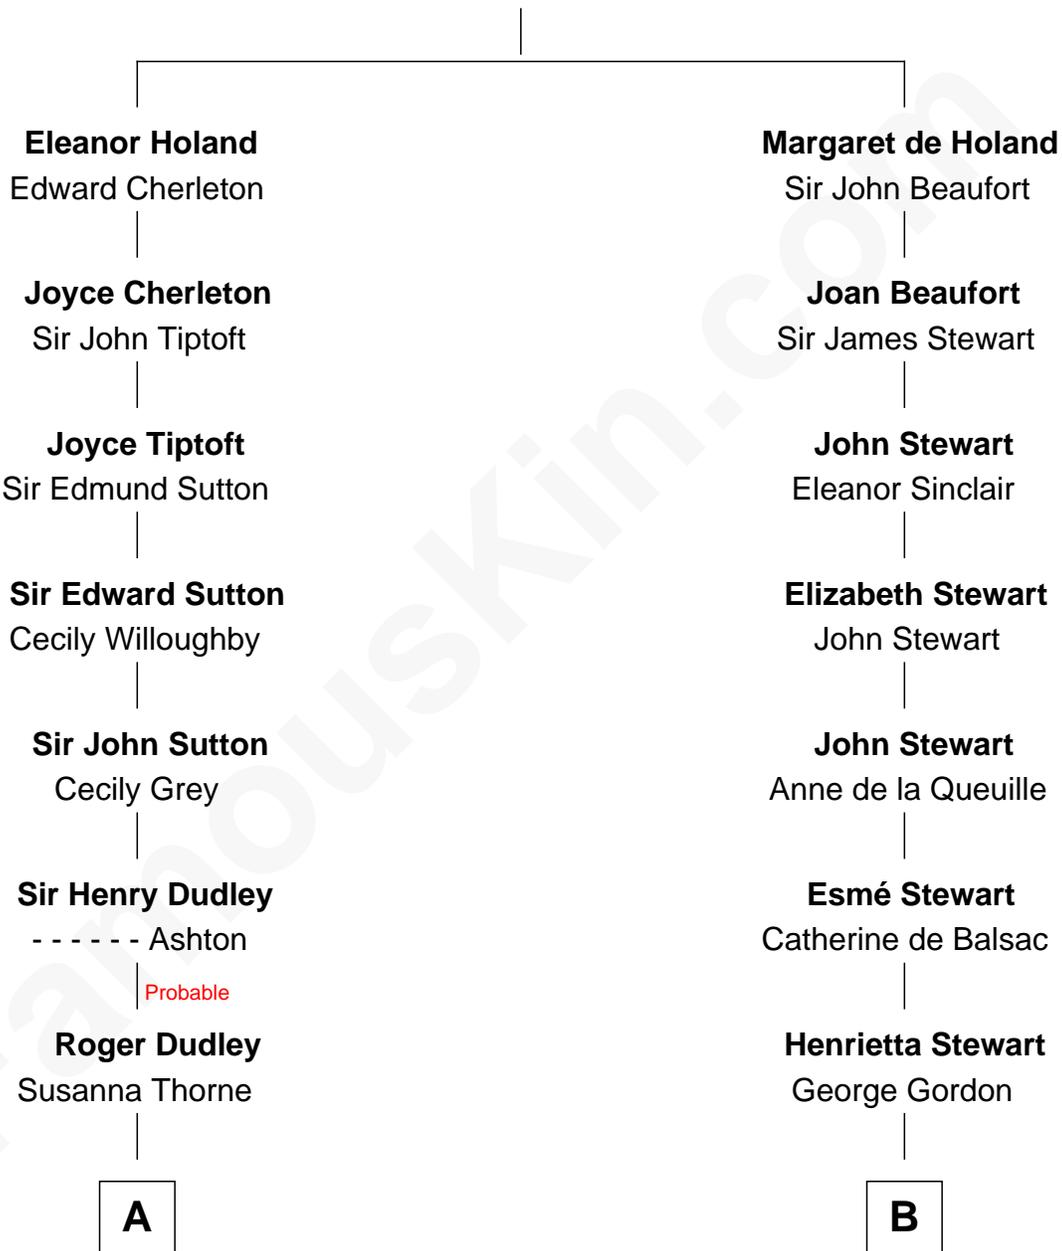 Eleanor Holand
Edward Cherleton
Joyce Cherleton
Sir John Tiptoft
Joyce Tiptoft
Sir Edmund Sutton
Sir Edward Sutton
Cecily Willoughby
Sir John Sutton
Cecily Grey
Sir Henry Dudley
- - - - - - Ashton
Probable
Roger Dudley
Susanna Thorne
A
Margaret de Holand
Sir John Beaufort
Joan Beaufort
Sir James Stewart
John Stewart
Eleanor Sinclair
Elizabeth Stewart
John Stewart
John Stewart
Anne de la Queuille
Esmé Stewart
Catherine de Balsac
Henrietta Stewart
George Gordon
B
FamousKin.com